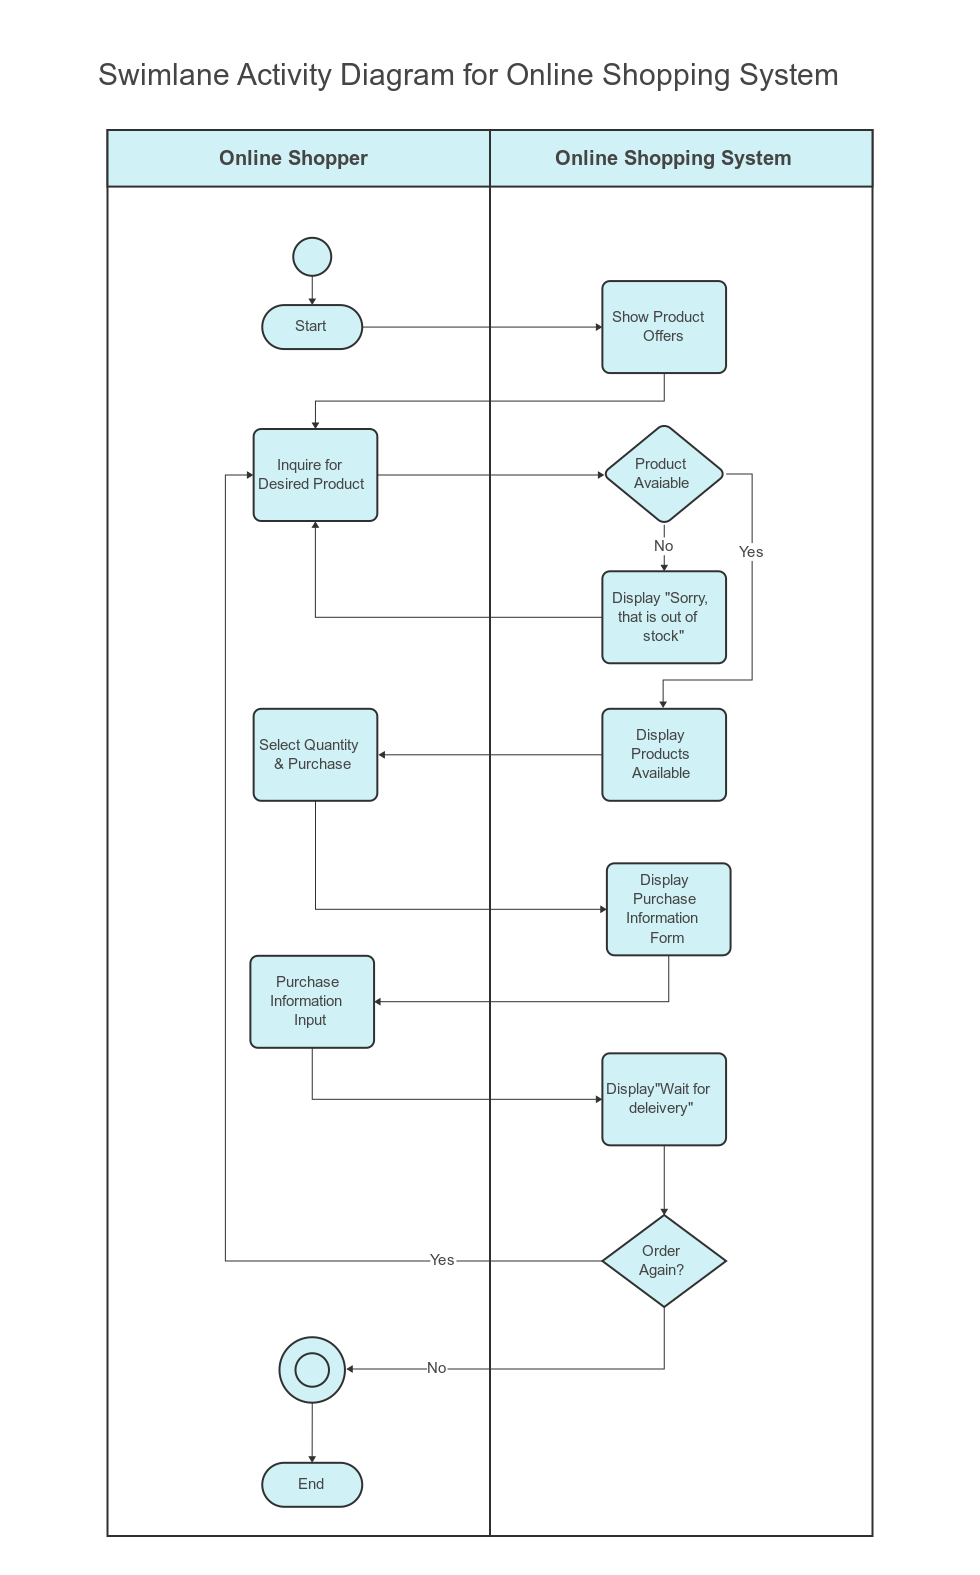 Swimlane Activity Diagram for Online Shopping System
Online Shopper
Online Shopping System
Start
Show Product
Offers
Inquire for
Desired Product
Product
Avaiable
No
Yes
Display "Sorry,
that is out of
stock"
Select Quantity
& Purchase
Display
Products
Available
Display
Purchase
Information
Form
Purchase
Information
Input
Display"Wait for
deleivery"
Order
Again?
Yes
No
End